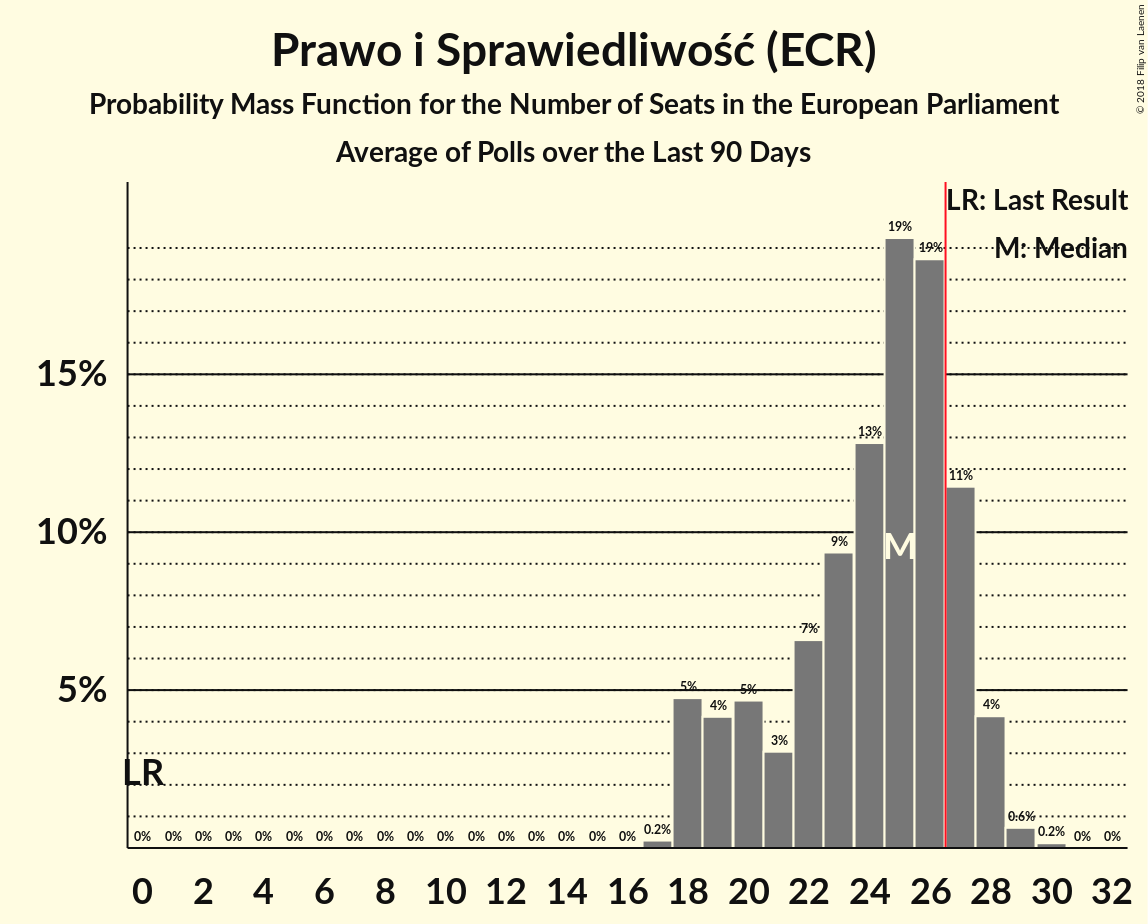 Prawo i Sprawiedliwość (ECR)
Probability Mass Function for the Number of Seats in the European Parliament
Average of Polls over the Last 90 Days
© 2018 Filip van Laenen
LR: Last Result
M: Median
19%
19%
15%
13%
11%
10%
M
9%
7%
5%
5%
5%
4%
4%
3%
LR
0% 0% 0% 0% 0% 0% 0% 0% 0% 0% 0% 0% 0% 0% 0% 0% 0% 0.2% 0.6% 0.2% 0% 0%
0 2 4 6 8 10 12 14 16 18 20 22 24 26 28 30 32